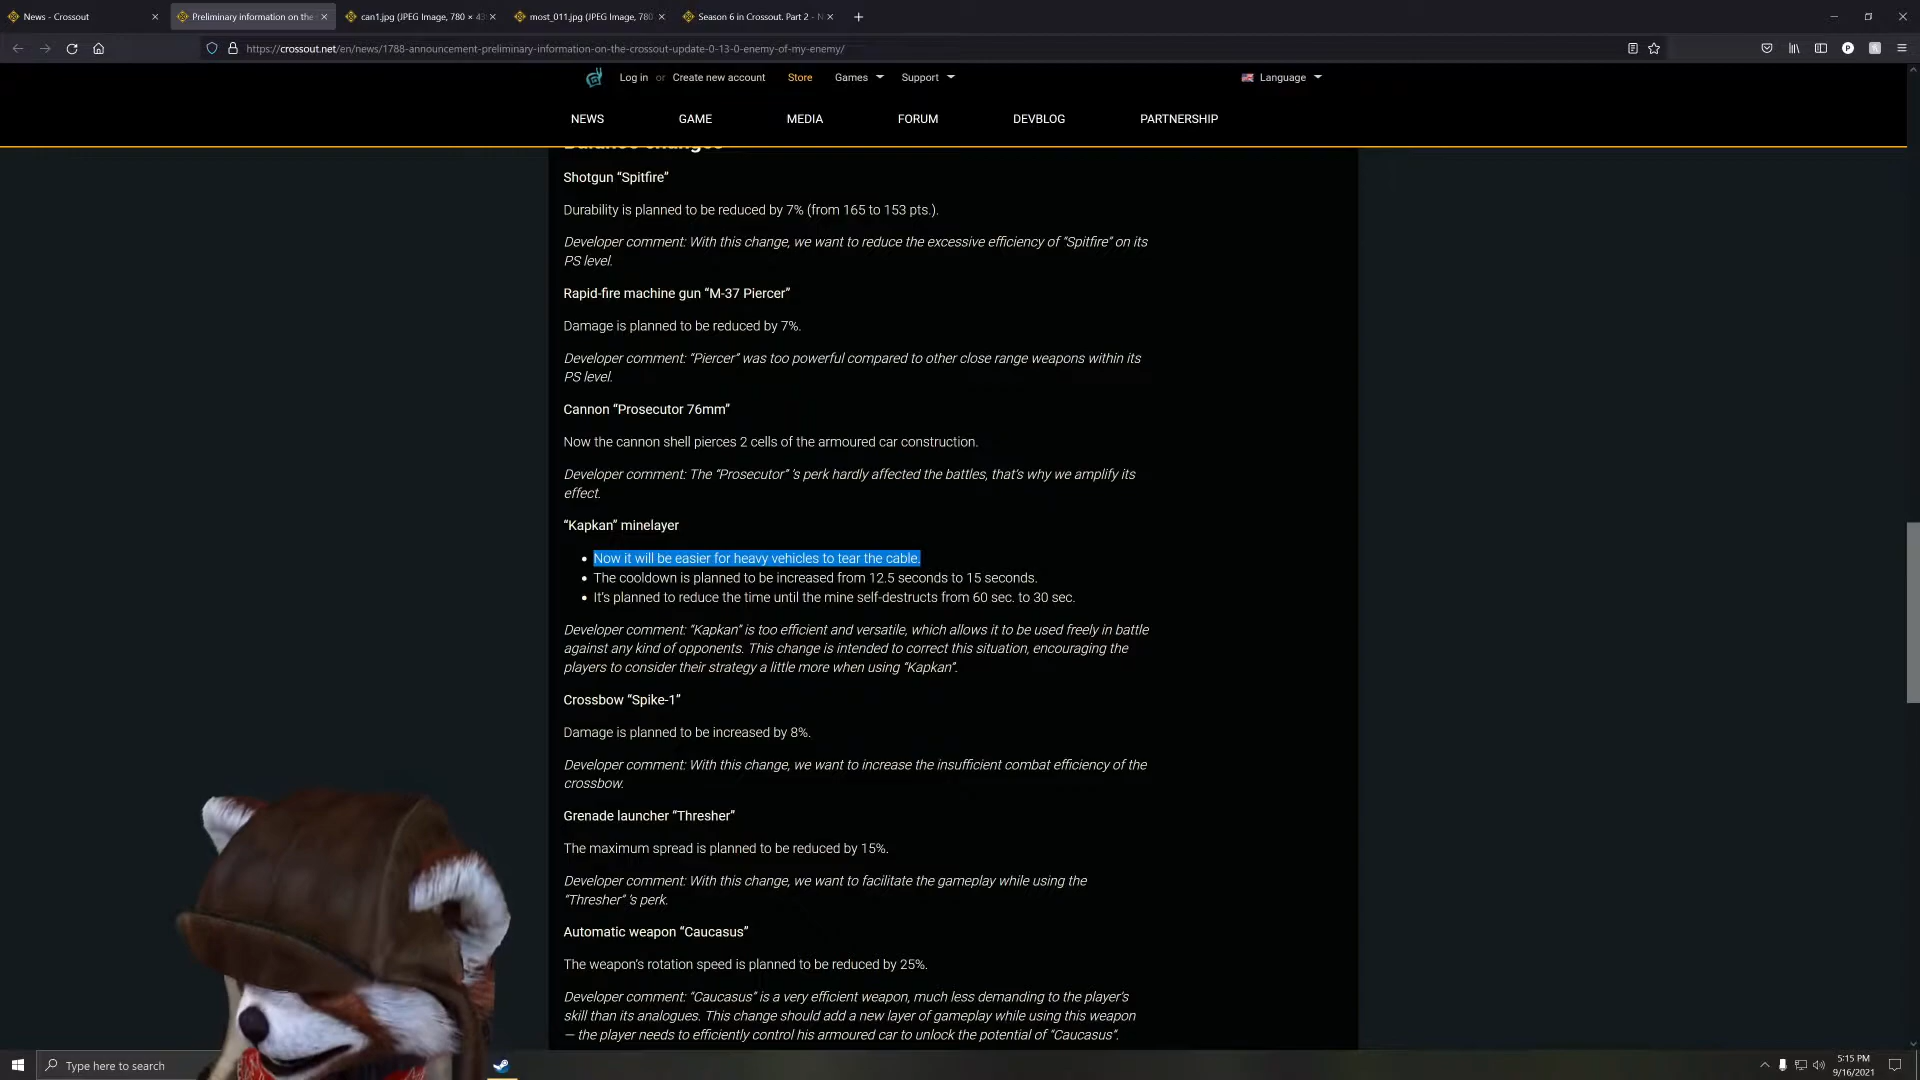 News - Crossout
Preliminary information on the
can1.jpg (JPEG Image, 780 × 43
most_011.jpg (JPEG Image, 780
Season 6 in Crossout. Part 2 - N
https://crossout.net/en/news/1788-announcement-preliminary-information-on-the-crossout-update-0-13-0-enemy-of-my-enemy/
Log in or Create new account Store Games Support Language
NEWS GAME MEDIA FORUM DEVBLOG PARTNERSHIP
Balance changes
Shotgun “Spitfire”
Durability is planned to be reduced by 7% (from 165 to 153 pts.).
Developer comment: With this change, we want to reduce the excessive efficiency of “Spitfire” on its
PS level.
Rapid-fire machine gun “M-37 Piercer”
Damage is planned to be reduced by 7%.
Developer comment: “Piercer” was too powerful compared to other close range weapons within its
PS level.
Cannon “Prosecutor 76mm”
Now the cannon shell pierces 2 cells of the armoured car construction.
Developer comment: The “Prosecutor” ’s perk hardly affected the battles, that’s why we amplify its
effect.
“Kapkan” minelayer
Now it will be easier for heavy vehicles to tear the cable.
The cooldown is planned to be increased from 12.5 seconds to 15 seconds.
It’s planned to reduce the time until the mine self-destructs from 60 sec. to 30 sec.
Developer comment: “Kapkan” is too efficient and versatile, which allows it to be used freely in battle
against any kind of opponents. This change is intended to correct this situation, encouraging the
players to consider their strategy a little more when using “Kapkan”.
Crossbow “Spike-1”
Damage is planned to be increased by 8%.
Developer comment: With this change, we want to increase the insufficient combat efficiency of the
crossbow.
Grenade launcher “Thresher”
The maximum spread is planned to be reduced by 15%.
Developer comment: With this change, we want to facilitate the gameplay while using the
“Thresher” ’s perk.
Automatic weapon “Caucasus”
The weapon’s rotation speed is planned to be reduced by 25%.
Developer comment: “Caucasus” is a very efficient weapon, much less demanding to the player’s
skill than its analogues. This change should add a new layer of gameplay while using this weapon
— the player needs to efficiently control his armoured car to unlock the potential of “Caucasus”.
Type here to search
5:15 PM
9/16/2021